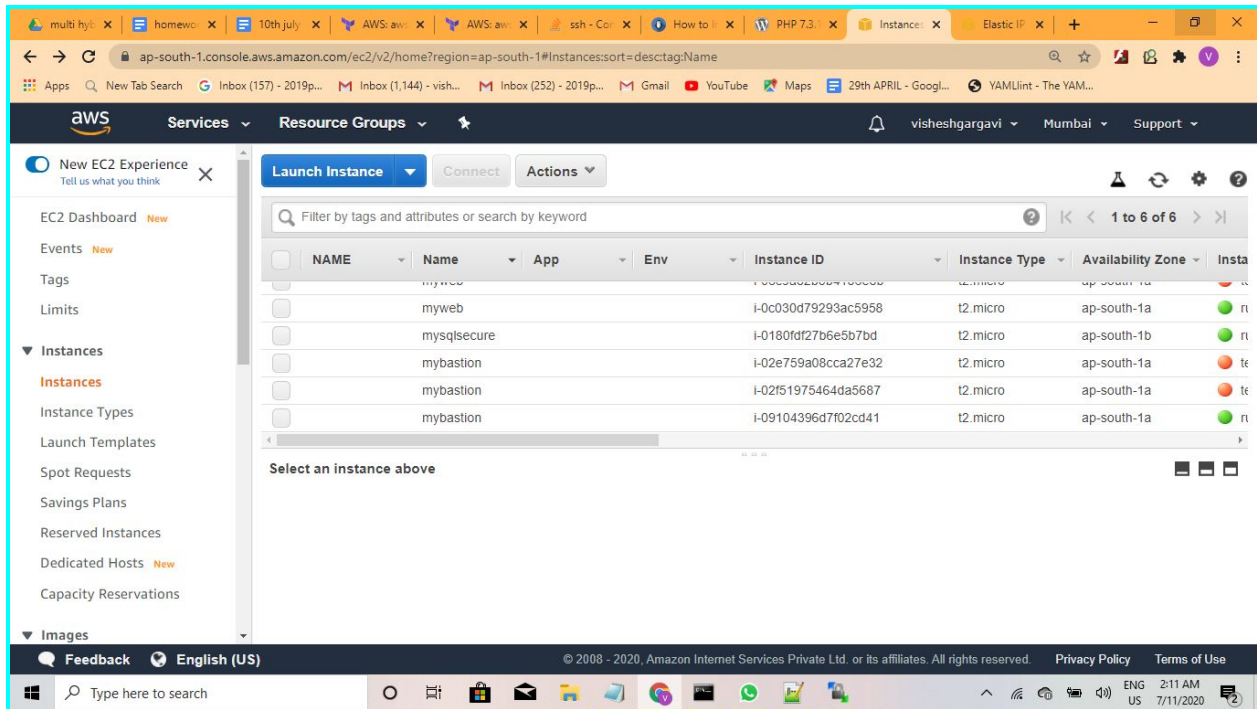 multi hyb
homewo
10th july
AWS: aw
AWS: aw
ssh - Cor
How to I
PHP 7.3.
Instances
Elastic IP
ap-south-1.console.aws.amazon.com/ec2/v2/home?region=ap-south-1#Instances:sort=desc:tag:Name
V
Apps New Tab Search Inbox (157) - 2019p... Inbox (1,144) - vish... Inbox (252) - 2019p... Gmail YouTube Maps 29th APRIL - Googl... YAMLlint - The YAM...
aws Services Resource Groups visheshgargavi Mumbai Support
New EC2 Experience
Tell us what you think
EC2 Dashboard New
Events New
Tags
Limits
Instances
Instances
Instance Types
Launch Templates
Spot Requests
Savings Plans
Reserved Instances
Dedicated Hosts New
Capacity Reservations
Images
Launch Instance Connect Actions
Filter by tags and attributes or search by keyword 1 to 6 of 6
NAME Name App Env Instance ID Instance Type Availability Zone Insta
myweb i-0c030d79293ac5958 t2.micro ap-south-1a ru
mysqlsecure i-0180fdf27b6e5b7bd t2.micro ap-south-1b ru
mybastion i-02e759a08cca27e32 t2.micro ap-south-1a te
mybastion i-02f51975464da5687 t2.micro ap-south-1a te
mybastion i-09104396d7f02cd41 t2.micro ap-south-1a ru
Select an instance above
Feedback English (US) © 2008 - 2020, Amazon Internet Services Private Ltd. or its affiliates. All rights reserved. Privacy Policy Terms of Use
Type here to search
ENG
US
2:11 AM
7/11/2020
2